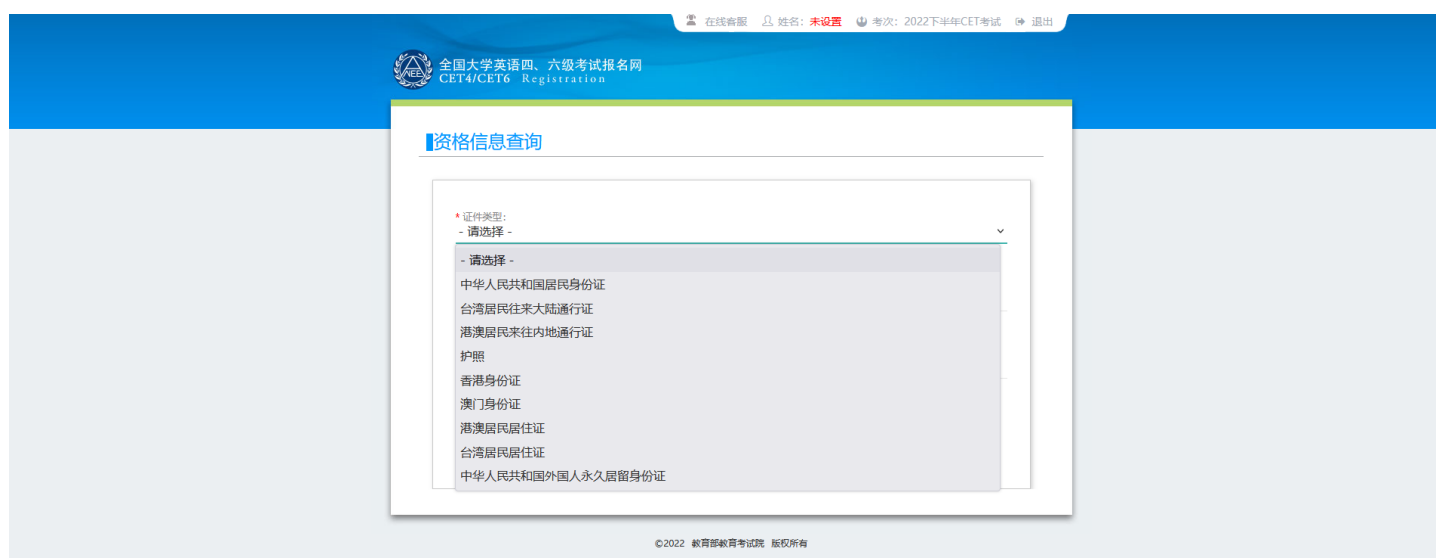 在线客服 姓名：未设置 考次：2022下半年CET考试 退出
NEE
全国大学英语四、六级考试报名网
CET4/CET6 Registration
资格信息查询
* 证件类型：
- 请选择 -
- 请选择 -
中华人民共和国居民身份证
台湾居民往来大陆通行证
港澳居民来往内地通行证
护照
香港身份证
澳门身份证
港澳居民居住证
台湾居民居住证
中华人民共和国外国人永久居留身份证
©2022 教育部教育考试院 版权所有